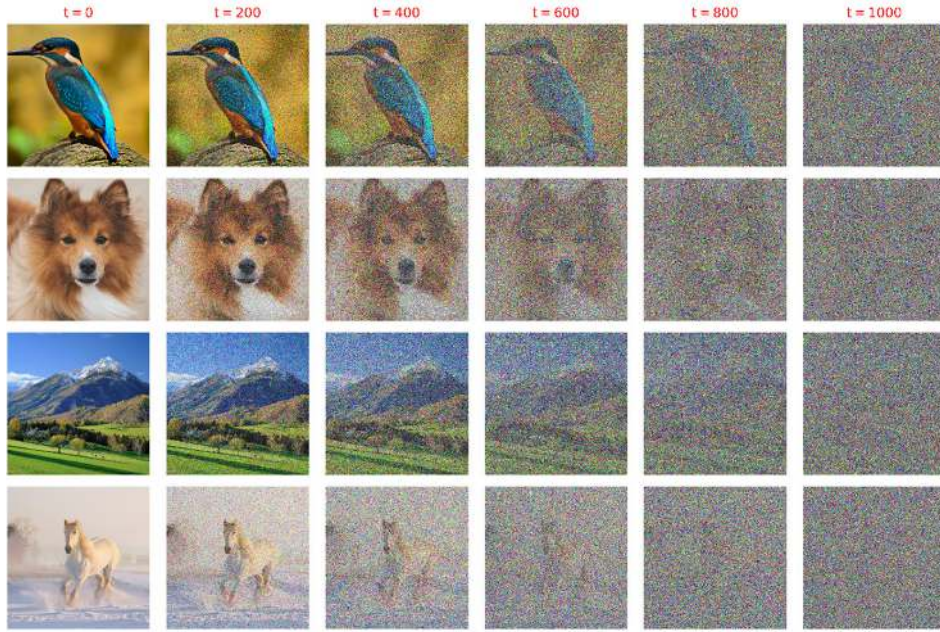 t = 0 t = 200 t = 400 t = 600 t = 800 t = 1000